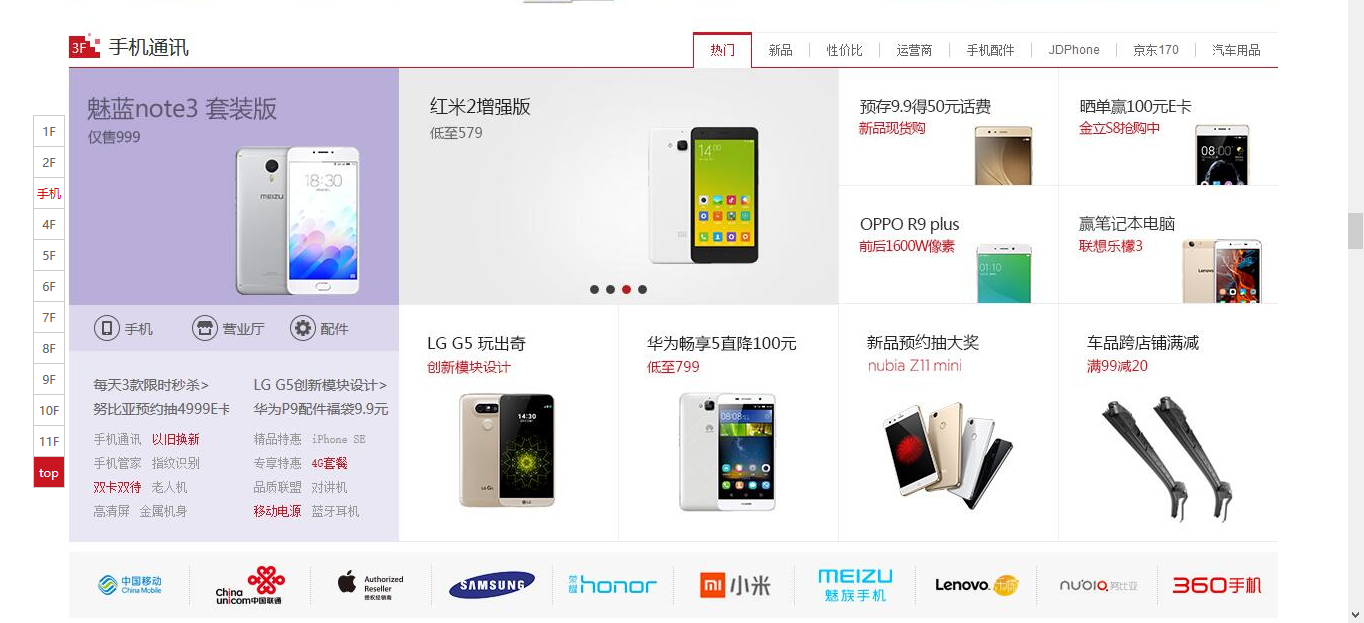 3F 手机通讯
热门 新品 性价比 运营商 手机配件 JDPhone 京东170 汽车用品
1F
2F
手机
4F
5F
6F
7F
8F
9F
10F
11F
top
魅蓝note3 套装版
仅售999
MEIZU
18:30
手机 营业厅 配件
每天3款限时秒杀> LG G5创新模块设计>
努比亚预约抽4999E卡 华为P9配件福袋9.9元
手机通讯 以旧换新 精品特惠 iPhone SE
手机管家 指纹识别 专享特惠 4G套餐
双卡双待 老人机 品质联盟 对讲机
高清屏 金属机身 移动电源 蓝牙耳机
红米2增强版
低至579
14:00
预存9.9得50元话费
新品现货购
晒单赢100元E卡
金立S8抢购中
08:00
OPPO R9 plus
前后1600W像素
01:10
赢笔记本电脑
联想乐檬3
Lenovo
LG G5 玩出奇
创新模块设计
14:30
华为畅享5直降100元
低至799
08:08
新品预约抽大奖
nubia Z11 mini
车品跨店铺满减
满99减20
中国移动
China Mobile
China
unicom中国联通
Authorized
Reseller
授权经销商
SAMSUNG
荣耀 honor
小米
MEIZU
魅族手机
Lenovo 乐檬
nubia 努比亚
360手机